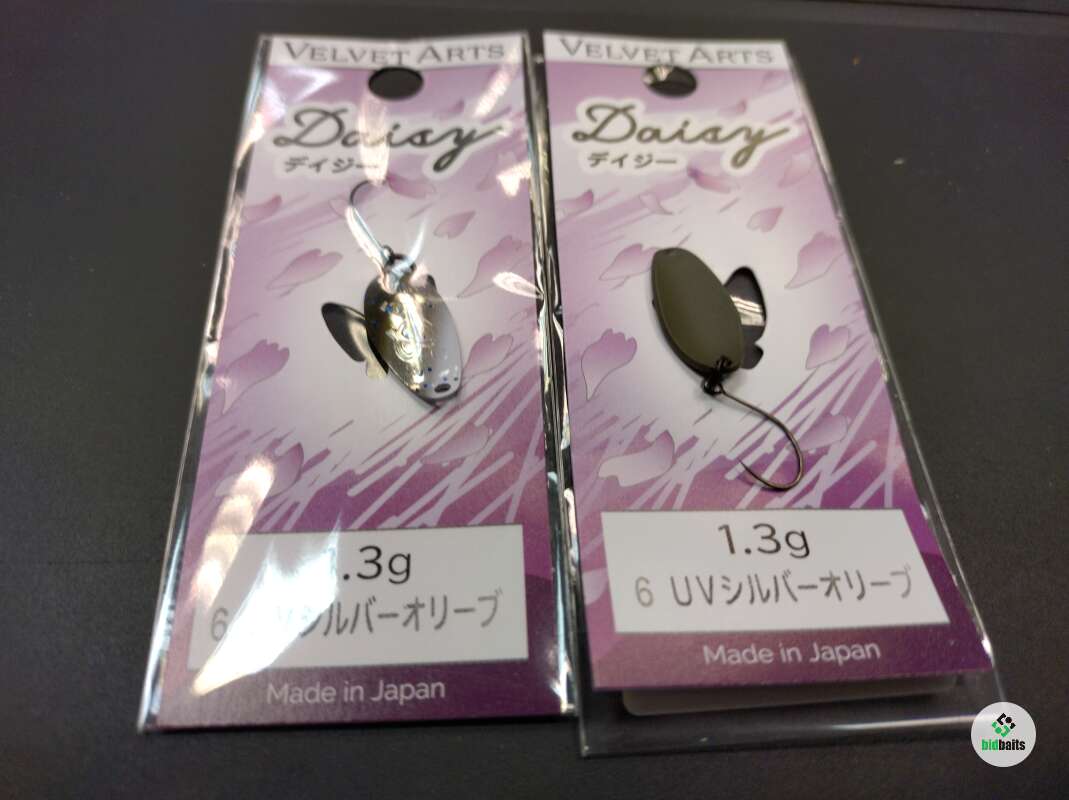 VELVET ARTS
Daisy
デイジー
.3g
6 Vシルバーオリーブ
Made in Japan
VELVET ARTS
Daisy
デイジー
1.3g
6 UVシルバーオリーブ
Made in Japan
bidbaits